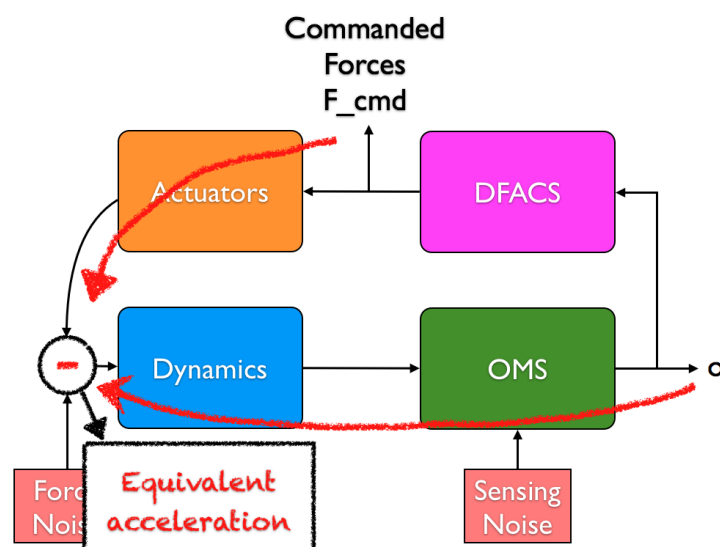 Commanded
Forces
F_cmd
Actuators
DFACS
-
Dynamics
OMS
o
Equivalent
acceleration
Sensing
Noise